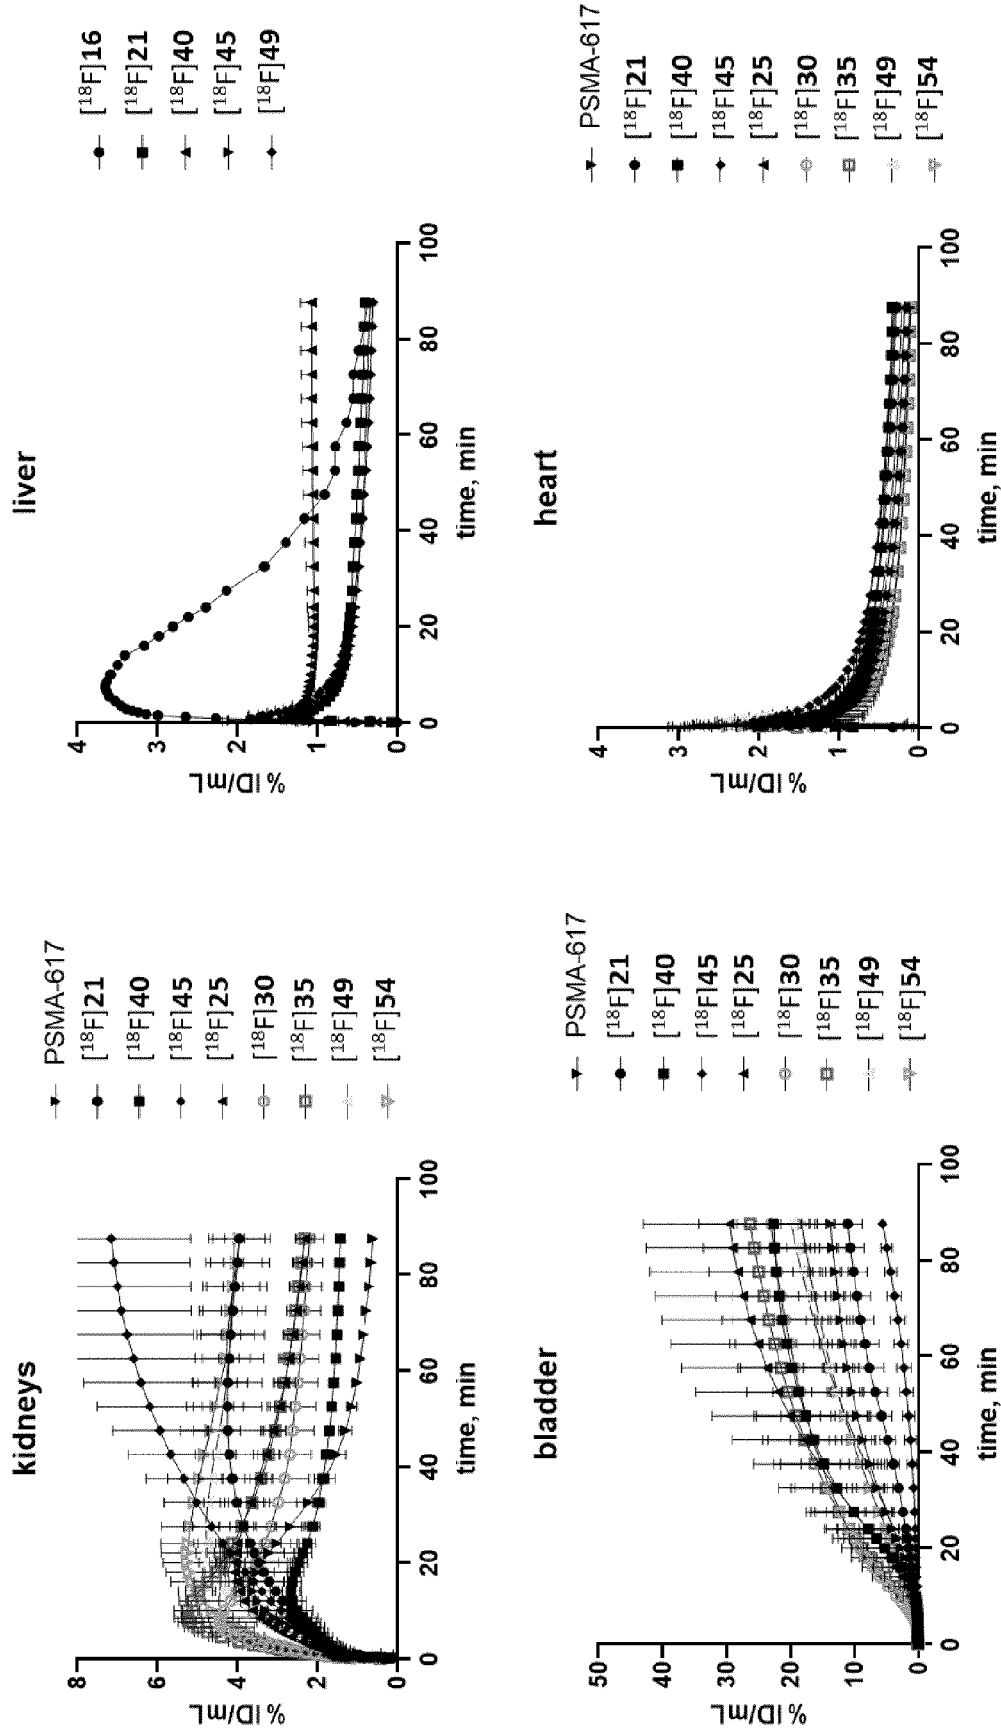 kidneys
% ID/mL
8
6
4
2
0
0 20 40 60 80 100
time, min
PSMA-617
[18F]21
[18F]40
[18F]45
[18F]25
[18F]30
[18F]35
[18F]49
[18F]54
liver
% ID/mL
4
3
2
1
0
0 20 40 60 80 100
time, min
[18F]16
[18F]21
[18F]40
[18F]45
[18F]49
bladder
% ID/mL
50
40
30
20
10
0
0 20 40 60 80 100
time, min
PSMA-617
[18F]21
[18F]40
[18F]45
[18F]25
[18F]30
[18F]35
[18F]49
[18F]54
heart
% ID/mL
4
3
2
1
0
0 20 40 60 80 100
time, min
PSMA-617
[18F]21
[18F]40
[18F]45
[18F]25
[18F]30
[18F]35
[18F]49
[18F]54